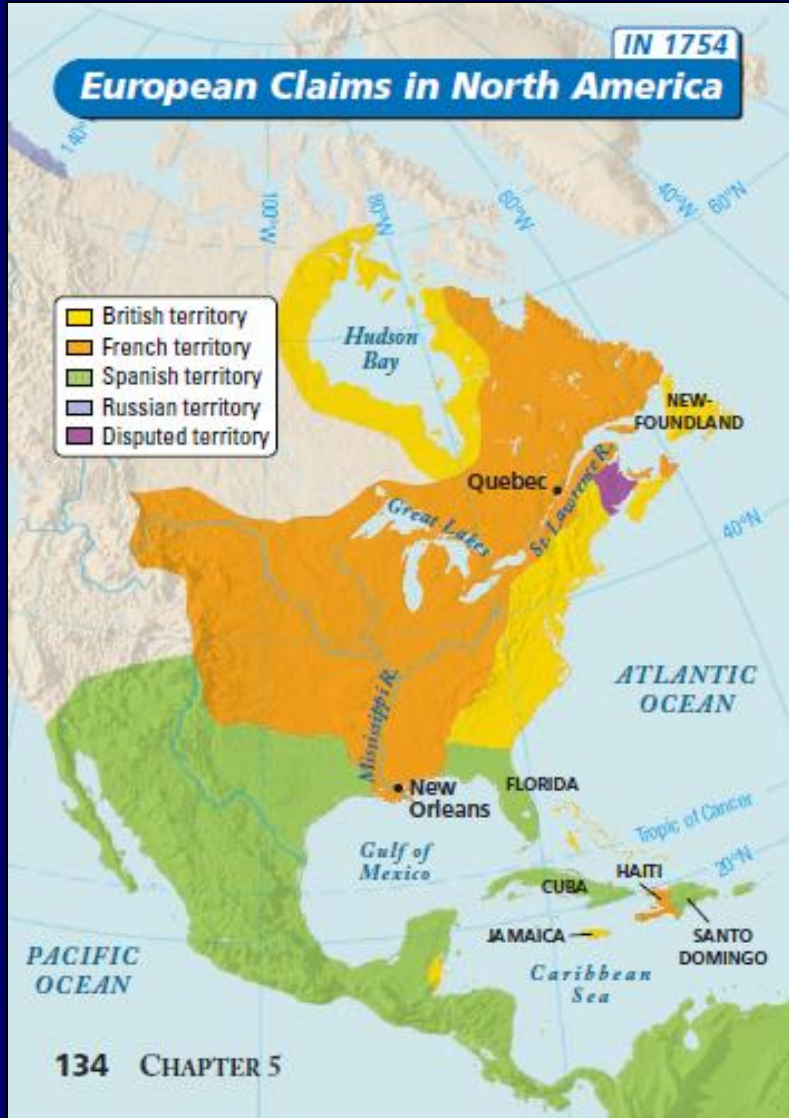 IN 1754
European Claims in North America
140°
100°W
80°W
60°W
40°W
60°N
British territory
French territory
Spanish territory
Russian territory
Disputed territory
Hudson
Bay
NEW-
FOUNDLAND
Quebec
St. Lawrence R.
Great Lakes
40°N
ATLANTIC
OCEAN
Mississippi R.
New
Orleans
FLORIDA
Gulf of
Mexico
Tropic of Cancer
20°N
HAITI
CUBA
JAMAICA
SANTO
DOMINGO
Caribbean
Sea
PACIFIC
OCEAN
134 CHAPTER 5